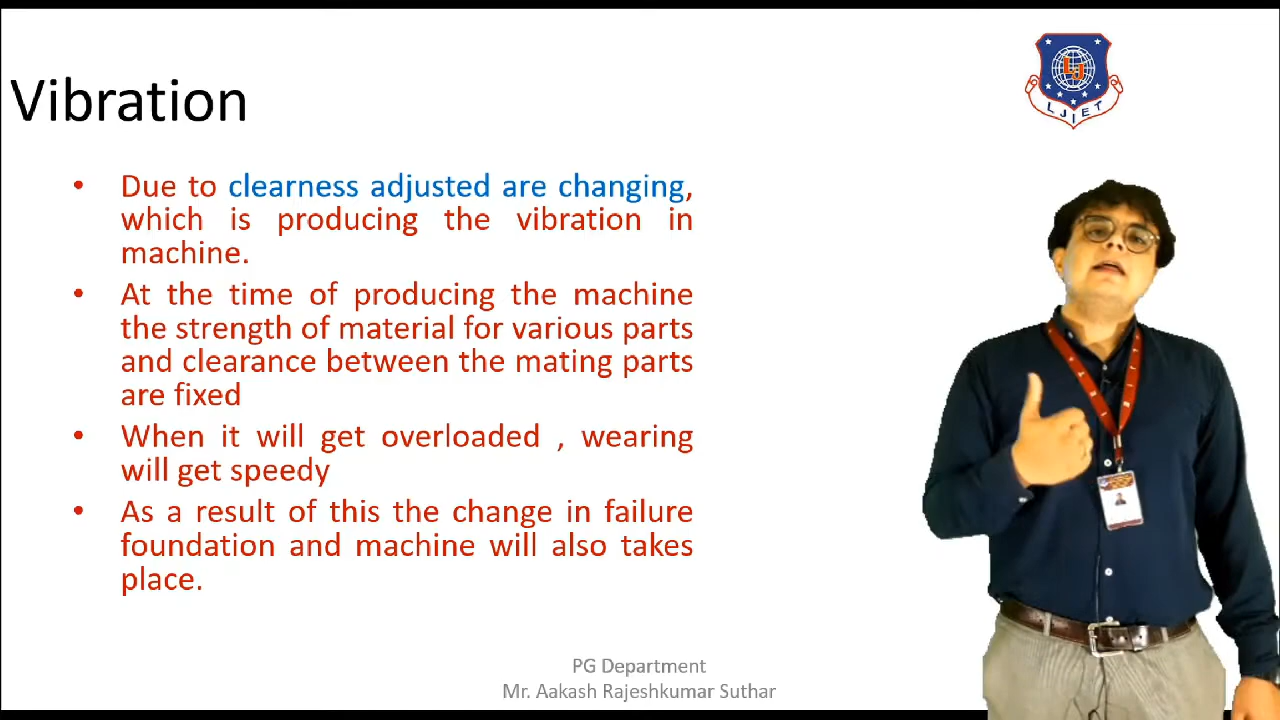 Vibration
LJIET
• Due to clearness adjusted are changing,
which is producing the vibration in
machine.
• At the time of producing the machine
the strength of material for various parts
and clearance between the mating parts
are fixed
• When it will get overloaded , wearing
will get speedy
• As a result of this the change in failure
foundation and machine will also takes
place.
PG Department
Mr. Aakash Rajeshkumar Suthar